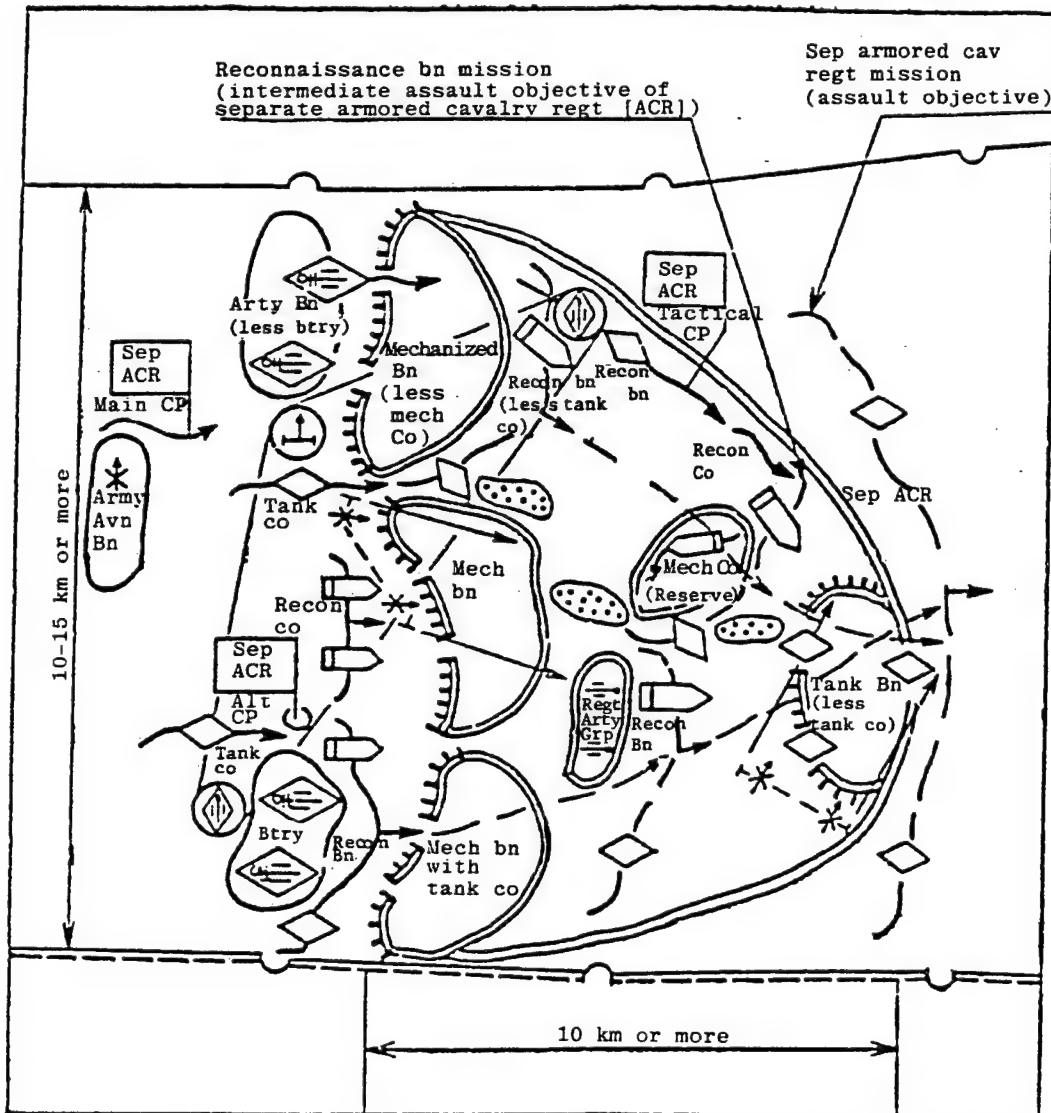 Reconnaissance bn mission
(intermediate assault objective of
separate armored cavalry regt [ACR])
Sep armored cav
regt mission
(assault objective)
Sep
ACR
Tactical
CP
Arty Bn
(less btry)
Mechanized
Bn
(less
mech
Co)
Recon bn
(less tank
co)
Recon
bn
Sep
ACR
Main CP
Army
Avn
Bn
Tank
co
Recon
Co
Sep ACR
Mech
bn
Mech Co
(Reserve)
Recon
co
Sep
ACR
Alt
CP
Tank
co
Regt
Arty
Grp
Recon
Bn
Tank Bn
(less
tank co)
Btry
Recon
Bn
Mech bn
with
tank co
10-15 km or more
10 km or more